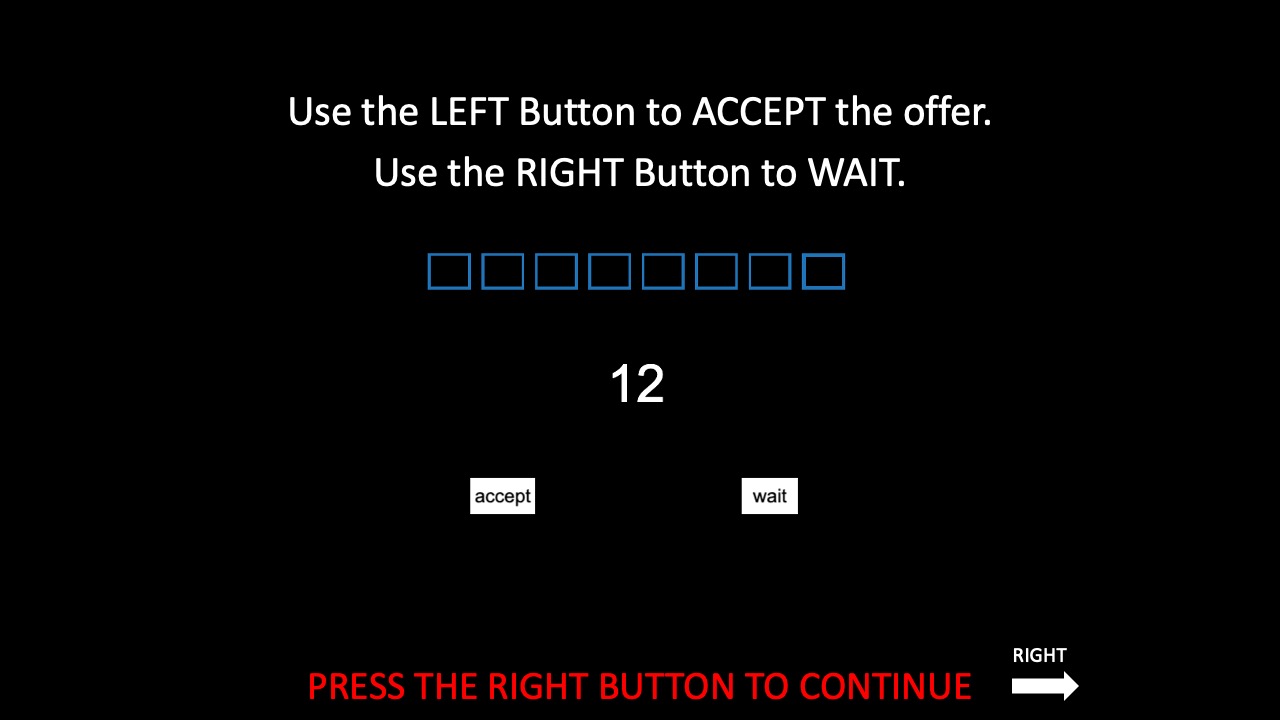 Use the LEFT Button to ACCEPT the offer.
Use the RIGHT Button to WAIT.
12
accept wait
RIGHT
PRESS THE RIGHT BUTTON TO CONTINUE